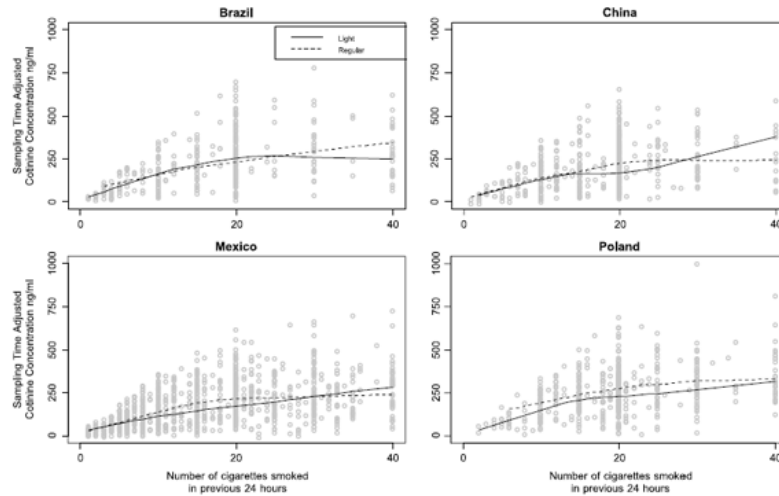 Brazil
China
Light
Regular
Sampling Time Adjusted
Cotinine Concentration ng/ml
0 250 500 750 1000
0 20 40
0 250 500 750 1000
0 20 40
Mexico
Poland
Sampling Time Adjusted
Cotinine Concentration ng/ml
0 250 500 750 1000
0 20 40
0 250 500 750 1000
0 20 40
Number of cigarettes smoked
in previous 24 hours
Number of cigarettes smoked
in previous 24 hours